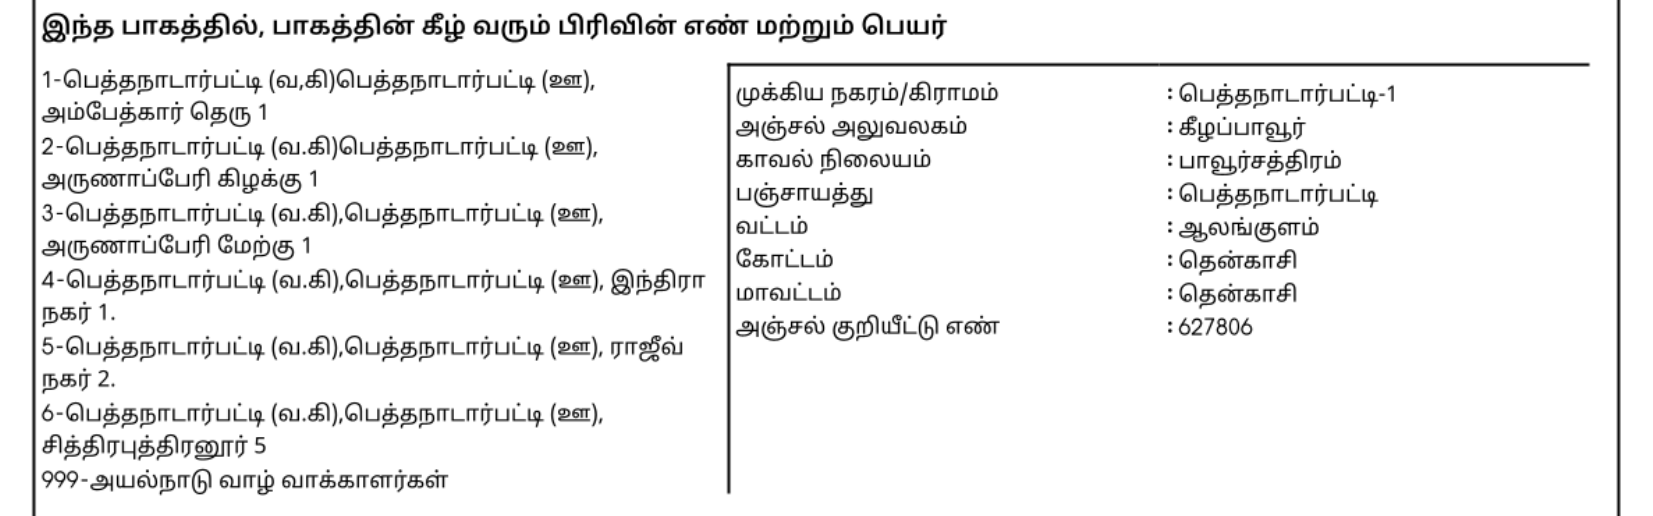 இந்த பாகத்தில், பாகத்தின் கீழ் வரும் பிரிவின் எண் மற்றும் பெயர்
1-பெத்தநாடார்பட்டி (வ,கி)பெத்தநாடார்பட்டி (ஊ),
அம்பேத்கார் தெரு 1
2-பெத்தநாடார்பட்டி (வ.கி)பெத்தநாடார்பட்டி (ஊ),
அருணாப்பேரி கிழக்கு 1
3-பெத்தநாடார்பட்டி (வ.கி),பெத்தநாடார்பட்டி (ஊ),
அருணாப்பேரி மேற்கு 1
4-பெத்தநாடார்பட்டி (வ.கி),பெத்தநாடார்பட்டி (ஊ), இந்திரா
நகர் 1.
5-பெத்தநாடார்பட்டி (வ.கி),பெத்தநாடார்பட்டி (ஊ), ராஜீவ்
நகர் 2.
6-பெத்தநாடார்பட்டி (வ.கி),பெத்தநாடார்பட்டி (ஊ),
சித்திரபுத்திரனூர் 5
999-அயல்நாடு வாழ் வாக்காளர்கள்
முக்கிய நகரம்/கிராமம் : பெத்தநாடார்பட்டி-1
அஞ்சல் அலுவலகம் : கீழப்பாவூர்
காவல் நிலையம் : பாவூர்சத்திரம்
பஞ்சாயத்து : பெத்தநாடார்பட்டி
வட்டம் : ஆலங்குளம்
கோட்டம் : தென்காசி
மாவட்டம் : தென்காசி
அஞ்சல் குறியீட்டு எண் : 627806